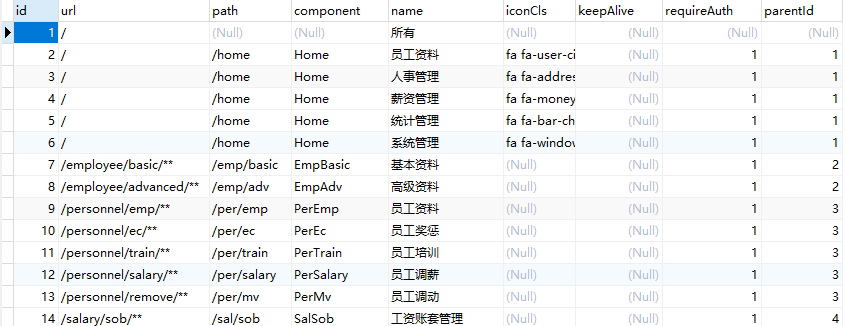 id url path component name iconCls keepAlive requireAuth parentId
1 / (Null) (Null) 所有 (Null) (Null) (Null)
2 / /home Home 员工资料 fa fa-user-ci (Null) 1 1
3 / /home Home 人事管理 fa fa-addres (Null) 1 1
4 / /home Home 薪资管理 fa fa-money (Null) 1 1
5 / /home Home 统计管理 fa fa-bar-ch (Null) 1 1
6 / /home Home 系统管理 fa fa-window (Null) 1 1
7 /employee/basic/** /emp/basic EmpBasic 基本资料 (Null) (Null) 1 2
8 /employee/advanced/** /emp/adv EmpAdv 高级资料 (Null) (Null) 1 2
9 /personnel/emp/** /per/emp PerEmp 员工资料 (Null) (Null) 1 3
10 /personnel/ec/** /per/ec PerEc 员工奖惩 (Null) (Null) 1 3
11 /personnel/train/** /per/train PerTrain 员工培训 (Null) (Null) 1 3
12 /personnel/salary/** /per/salary PerSalary 员工调薪 (Null) (Null) 1 3
13 /personnel/remove/** /per/mv PerMv 员工调动 (Null) (Null) 1 3
14 /salary/sob/** /sal/sob SalSob 工资账套管理 (Null) (Null) 1 4